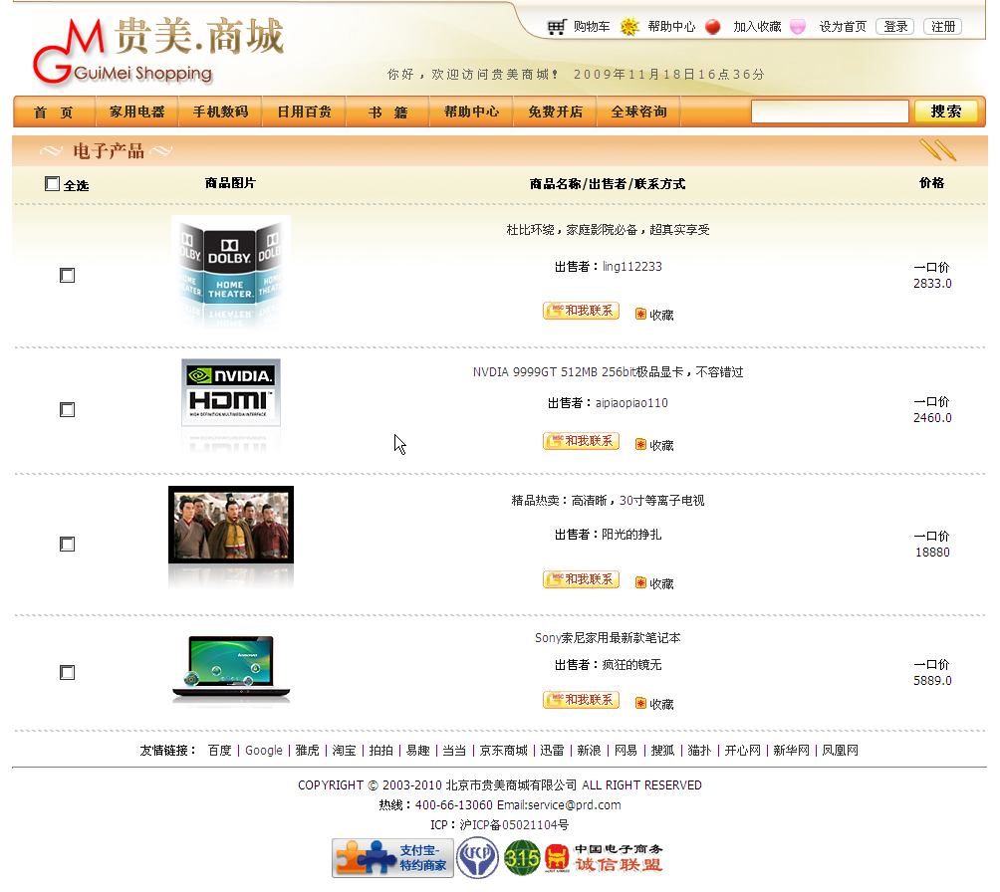 购物车 帮助中心 加入收藏 设为首页 登录 注册
GM 贵美.商城
GuiMei Shopping
你好，欢迎访问贵美商城！ 2009年11月18日16点36分
首 页 家用电器 手机数码 日用百货 书 籍 帮助中心 免费开店 全球咨询 搜索
电子产品
全选 商品图片 商品名称/出售者/联系方式 价格
DOLBY. DOLBY. DOLBY.
HOME THEATER. HOME THEATER. HOME THEATER.
杜比环绕，家庭影院必备，超真实享受
出售者：ling112233
一口价
2833.0
MSC 和我联系 收藏
NVIDIA.
HDMI™
HIGH DEFINITION MULTIMEDIA INTERFACE
NVDIA 9999GT 512MB 256bit极品显卡，不容错过
出售者：aipiaopiao110
一口价
2460.0
MSC 和我联系 收藏
精品热卖：高清晰，30寸等离子电视
出售者：阳光的挣扎
一口价
18880
MSC 和我联系 收藏
lenovo
Sony索尼家用最新款笔记本
出售者：疯狂的镜无
一口价
5889.0
MSC 和我联系 收藏
友情链接： 百度 | Google | 雅虎 | 淘宝 | 拍拍 | 易趣 | 当当 | 京东商城 | 迅雷 | 新浪 | 网易 | 搜狐 | 猫扑 | 开心网 | 新华网 | 凤凰网
COPYRIGHT © 2003-2010 北京市贵美商城有限公司 ALL RIGHT RESERVED
热线：400-66-13060 Email:service@prd.com
ICP：沪ICP备05021104号
支付宝-
特约商家
CFCP
315
中国电子商务
诚信联盟